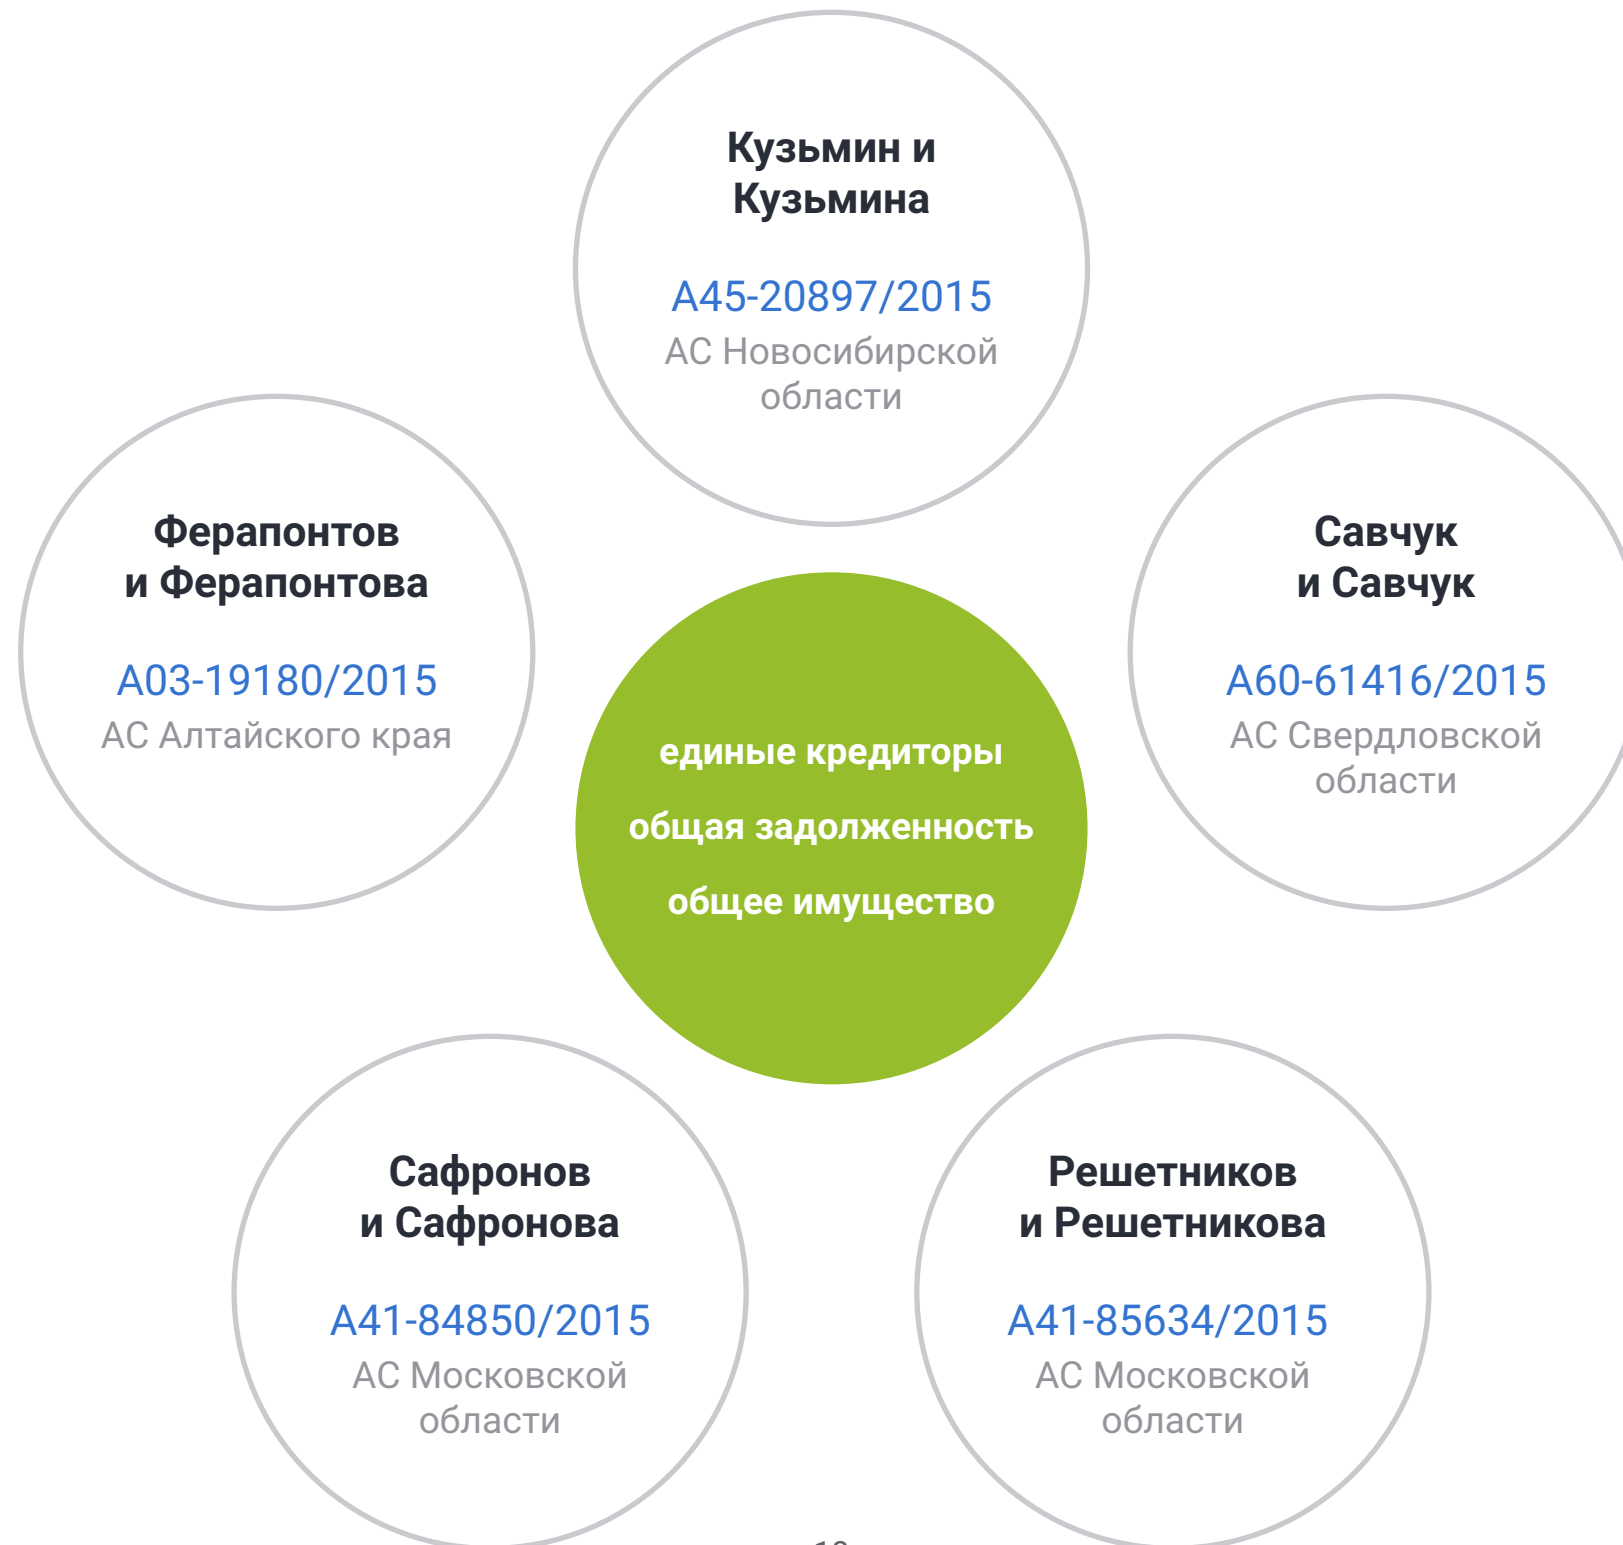 Кузьмин и
Кузьмина
А45-20897/2015
АС Новосибирской
области
Ферапонтов
и Ферапонтова
А03-19180/2015
АС Алтайского края
Савчук
и Савчук
А60-61416/2015
АС Свердловской
области
единые кредиторы
общая задолженность
общее имущество
Сафронов
и Сафронова
А41-84850/2015
АС Московской
области
Решетников
и Решетникова
А41-85634/2015
АС Московской
области